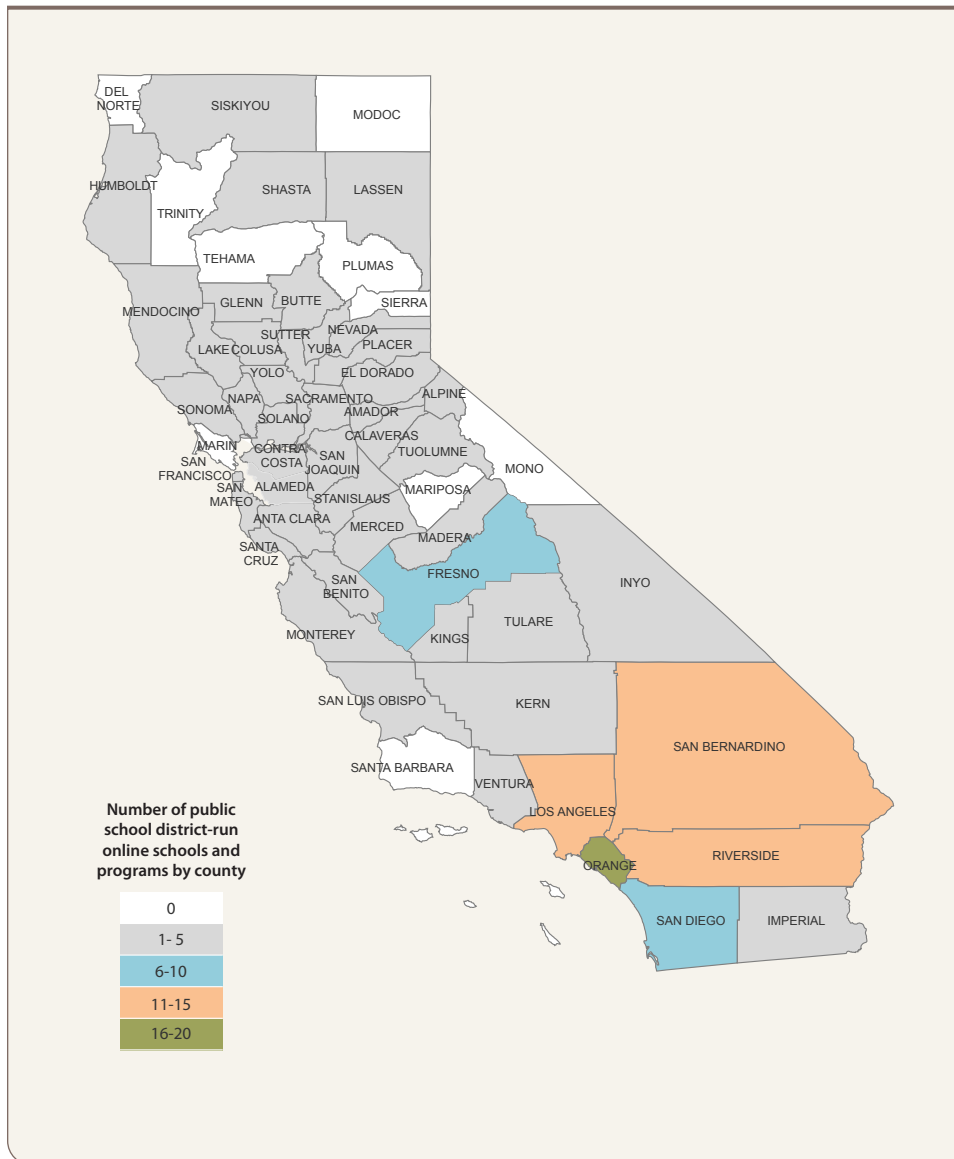 DEL
NORTE
SISKIYOU
MODOC
HUMBOLDT
TRINITY
SHASTA
LASSEN
TEHAMA
PLUMAS
MENDOCINO
GLENN
BUTTE
SIERRA
LAKE
COLUSA
SUTTER
YUBA
NEVADA
PLACER
YOLO
EL DORADO
SONOMA
NAPA
SACRAMENTO
ALPINE
SOLANO
AMADOR
MARIN
CONTRA
COSTA
SAN
JOAQUIN
CALAVERAS
TUOLUMNE
MONO
SAN
FRANCISCO
SAN
MATEO
ALAMEDA
STANISLAUS
MARIPOSA
ANTA CLARA
MERCED
MADERA
SANTA
CRUZ
SAN
BENITO
FRESNO
INYO
MONTEREY
KINGS
TULARE
SAN LUIS OBISPO
KERN
SAN BERNARDINO
SANTA BARBARA
VENTURA
LOS ANGELES
ORANGE
RIVERSIDE
SAN DIEGO
IMPERIAL
Number of public
school district-run
online schools and
programs by county
0
1- 5
6-10
11-15
16-20